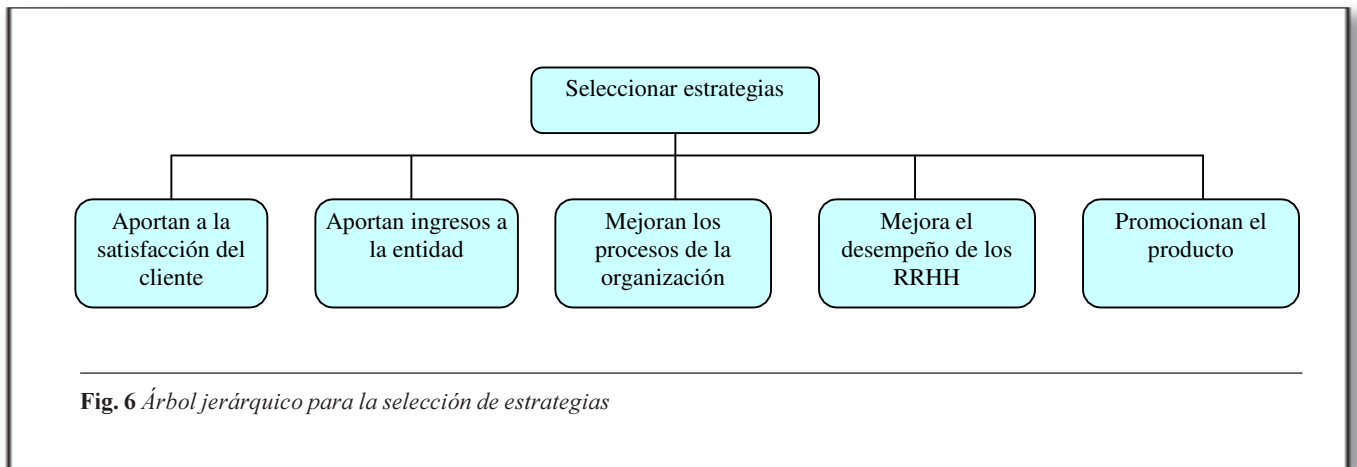 Seleccionar estrategias
Aportan a la
satisfacción del
cliente
Aportan ingresos a
la entidad
Mejoran los
procesos de la
organización
Mejora el
desempeño de los
RRHH
Promocionan el
producto
Fig. 6 Árbol jerárquico para la selección de estrategias